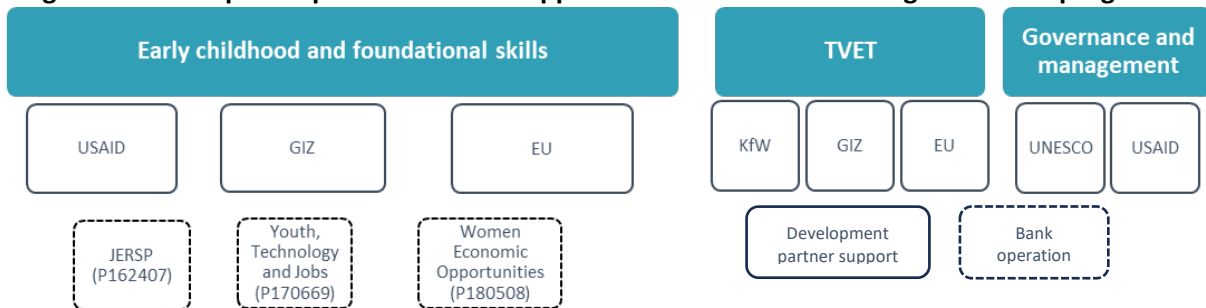 Early childhood and foundational skills
TVET
Governance and
management
USAID
GIZ
EU
KfW
GIZ
EU
UNESCO
USAID
JERSP
(P162407)
Youth,
Technology
and Jobs
(P170669)
Women
Economic
Opportunities
(P180508)
Development
partner support
Bank
operation